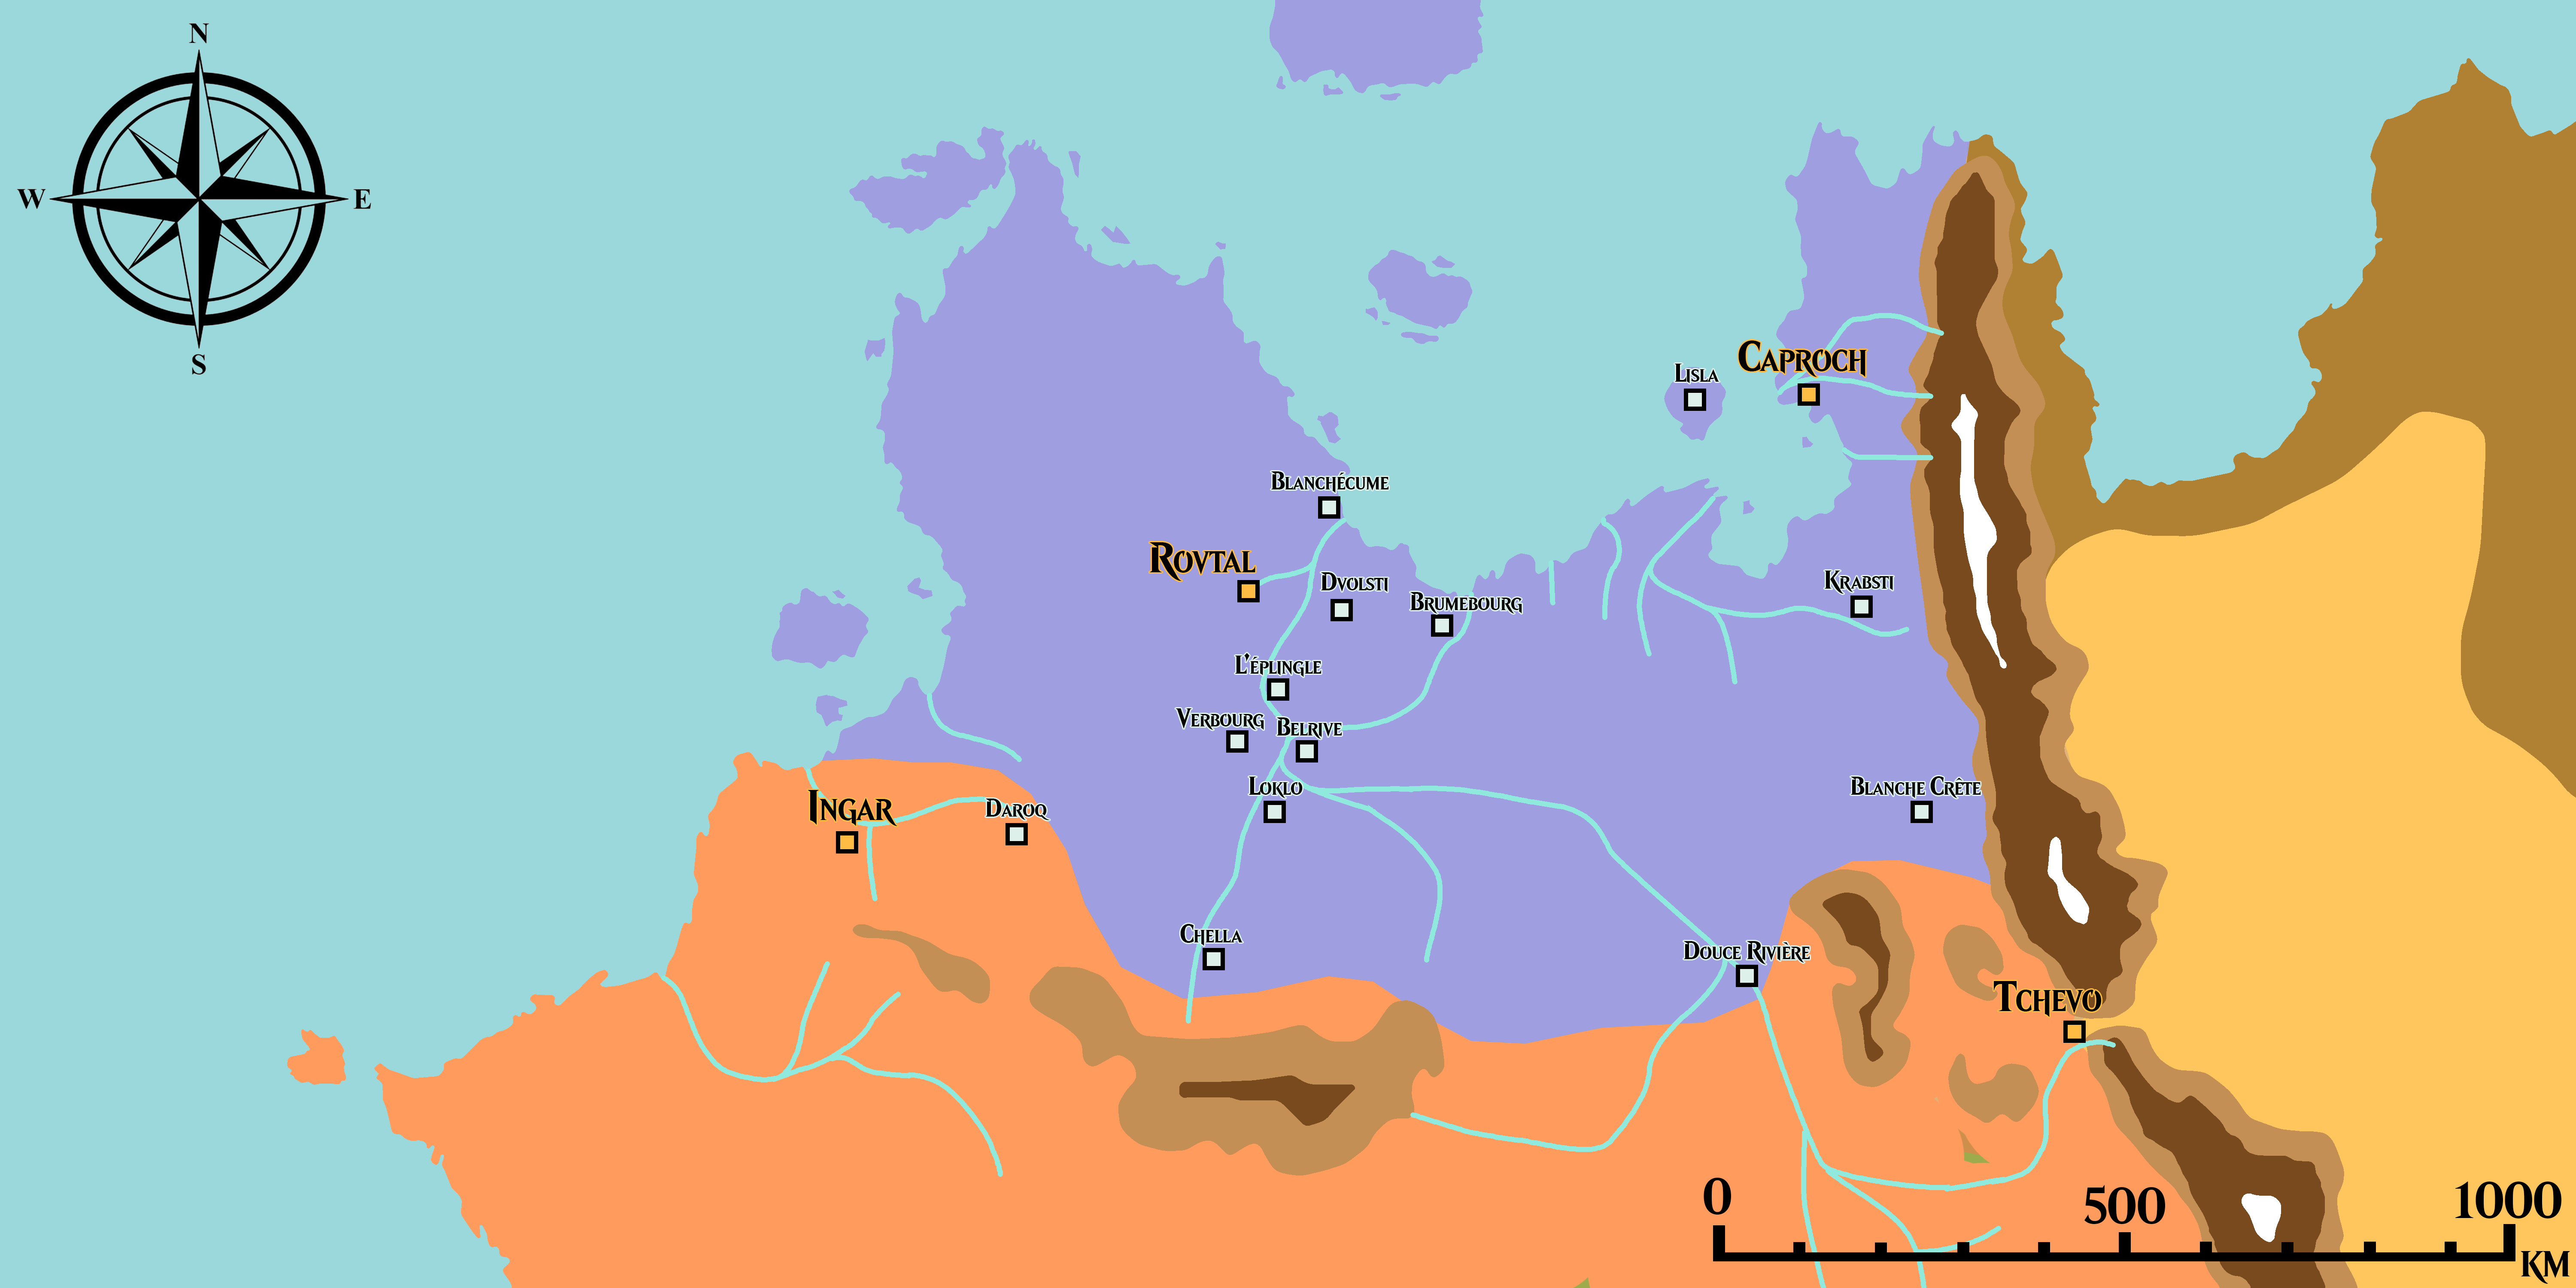 N
W
E
S
Lisla
Caproch
Blanchécume
Rovtal
Dvolsti
Brumebourg
Krabsti
L'éplingle
Verbourg
Belrive
Loklo
Blanche Crête
Ingar
Daroq
Chella
Douce Rivière
Tchevo
0
500
1000
KM